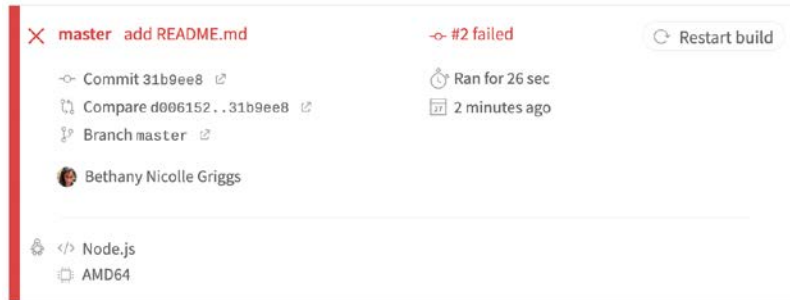 master add README.md
#2 failed
Restart build
Commit 31b9ee8
Ran for 26 sec
Compare d006152..31b9ee8
2 minutes ago
Branch master
Bethany Nicolle Griggs
</> Node.js
AMD64